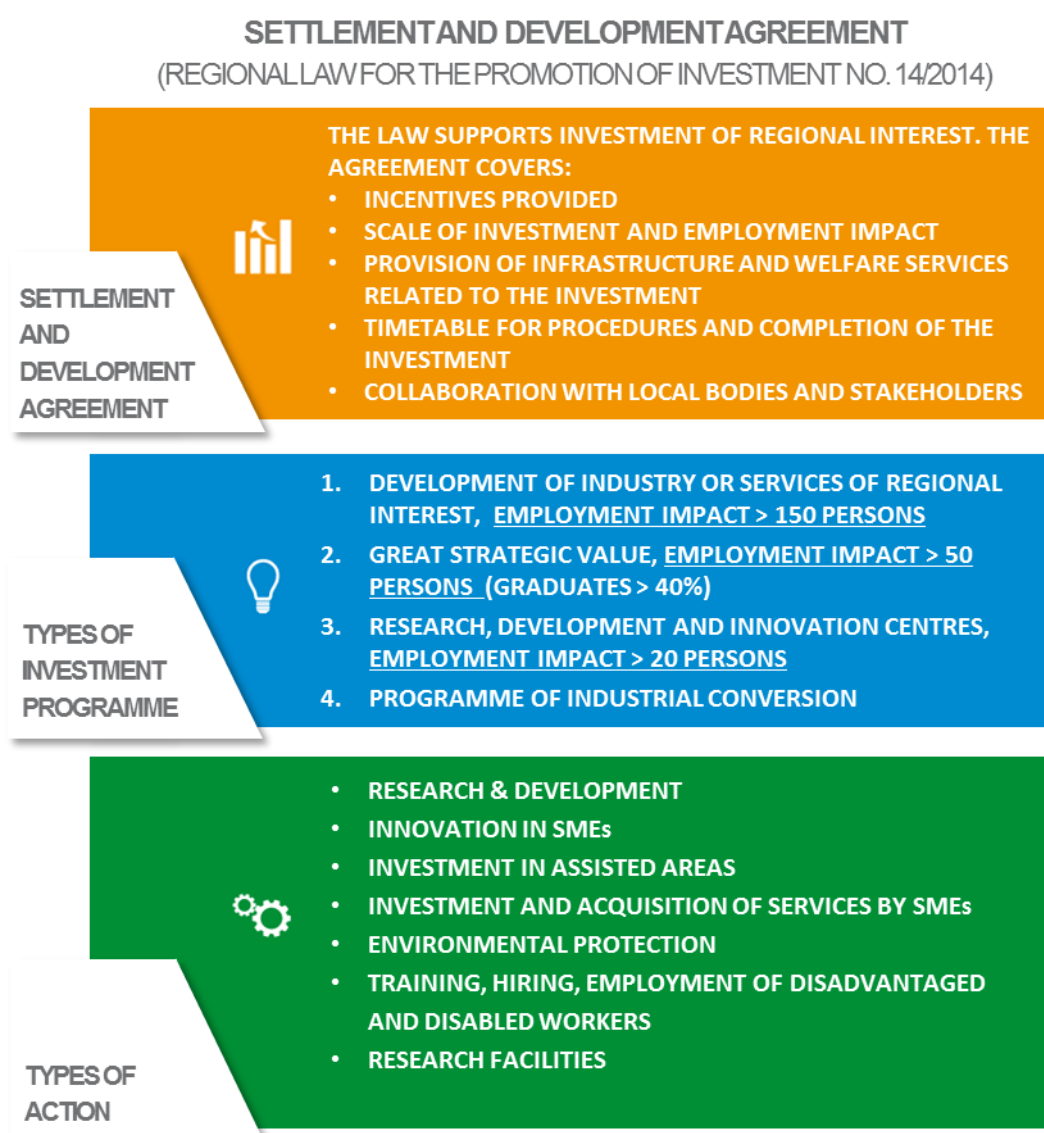 SETTLEMENT AND DEVELOPMENT AGREEMENT
(REGIONAL LAW FOR THE PROMOTION OF INVESTMENT NO. 14/2014)
THE LAW SUPPORTS INVESTMENT OF REGIONAL INTEREST. THE
AGREEMENT COVERS:
• INCENTIVES PROVIDED
• SCALE OF INVESTMENT AND EMPLOYMENT IMPACT
• PROVISION OF INFRASTRUCTURE AND WELFARE SERVICES
RELATED TO THE INVESTMENT
• TIMETABLE FOR PROCEDURES AND COMPLETION OF THE
INVESTMENT
• COLLABORATION WITH LOCAL BODIES AND STAKEHOLDERS
SETTLEMENT
AND
DEVELOPMENT
AGREEMENT
1. DEVELOPMENT OF INDUSTRY OR SERVICES OF REGIONAL
INTEREST, EMPLOYMENT IMPACT > 150 PERSONS
2. GREAT STRATEGIC VALUE, EMPLOYMENT IMPACT > 50
PERSONS (GRADUATES > 40%)
3. RESEARCH, DEVELOPMENT AND INNOVATION CENTRES,
EMPLOYMENT IMPACT > 20 PERSONS
4. PROGRAMME OF INDUSTRIAL CONVERSION
TYPES OF
INVESTMENT
PROGRAMME
• RESEARCH & DEVELOPMENT
• INNOVATION IN SMEs
• INVESTMENT IN ASSISTED AREAS
• INVESTMENT AND ACQUISITION OF SERVICES BY SMEs
• ENVIRONMENTAL PROTECTION
• TRAINING, HIRING, EMPLOYMENT OF DISADVANTAGED
AND DISABLED WORKERS
• RESEARCH FACILITIES
TYPES OF
ACTION